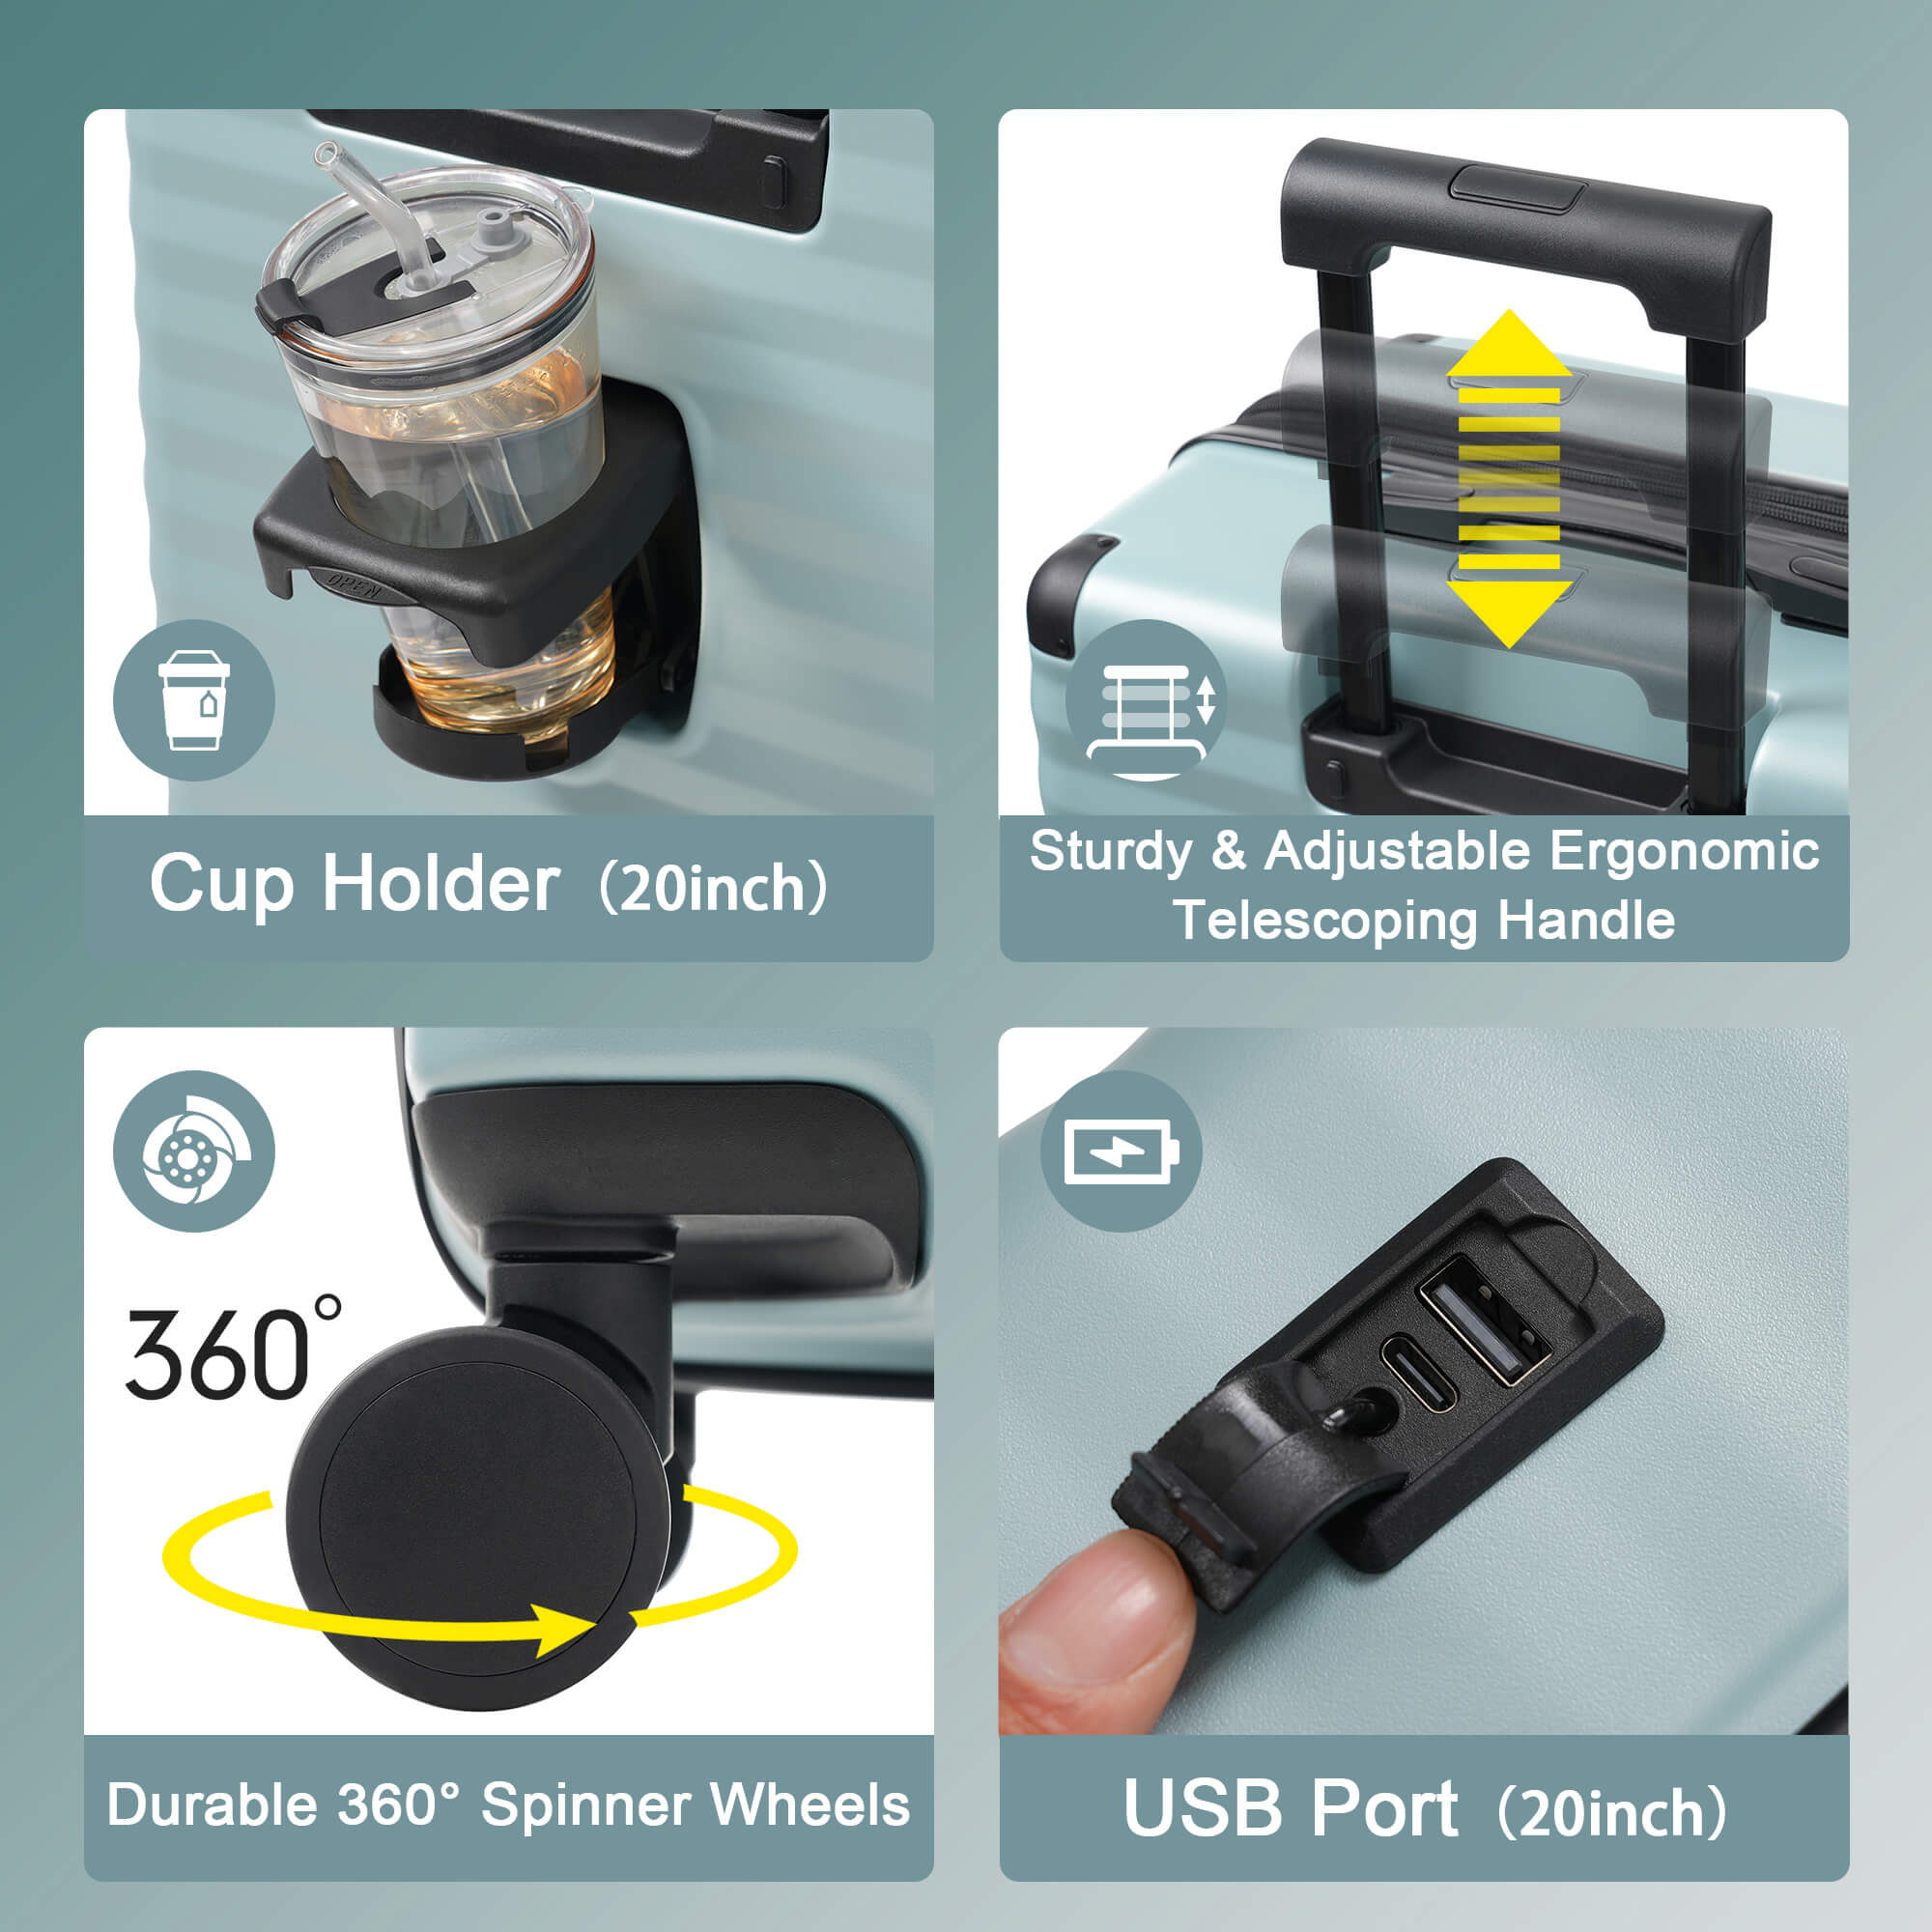 OPEN
Cup Holder（20inch）
Sturdy & Adjustable Ergonomic
Telescoping Handle
360°
Durable 360° Spinner Wheels
USB Port（20inch）